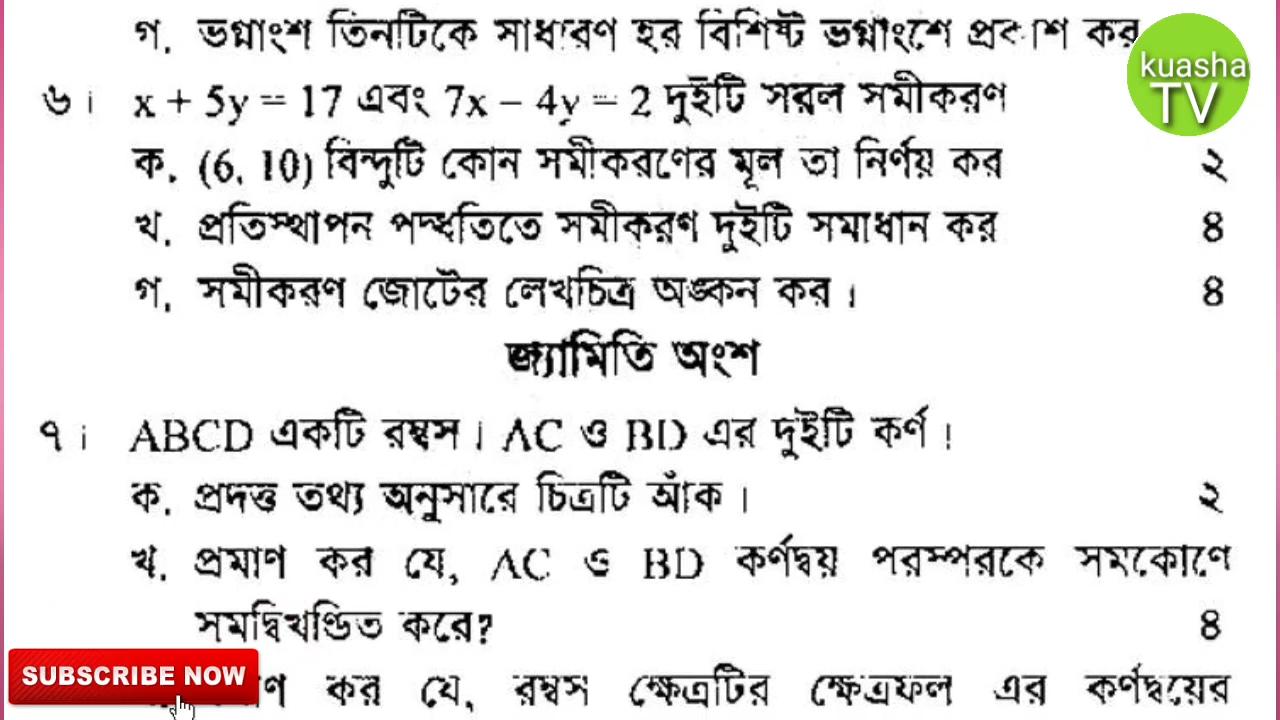 গ. ভগ্নাংশ তিনটিকে সাধারণ হর বিশিষ্ট ভগ্নাংশে প্রকাশ কর
kuasha
TV
৬। x + 5y = 17 এবং 7x – 4y = 2 দুইটি সরল সমীকরণ
ক. (6, 10) বিন্দুটি কোন সমীকরণের মূল তা নির্ণয় কর ২
খ. প্রতিস্থাপন পদ্ধতিতে সমীকরণ দুইটি সমাধান কর ৪
গ. সমীকরণ জোটের লেখচিত্র অঙ্কন কর। ৪
জ্যামিতি অংশ
৭। ABCD একটি রম্বস। AC ও BD এর দুইটি কর্ণ।
ক. প্রদত্ত তথ্য অনুসারে চিত্রটি আঁক। ২
খ. প্রমাণ কর যে, AC ও BD কর্ণদ্বয় পরস্পরকে সমকোণে
সমদ্বিখণ্ডিত করে? ৪
SUBSCRIBE NOW
কর যে, রম্বস ক্ষেত্রটির ক্ষেত্রফল এর কর্ণদ্বয়ের